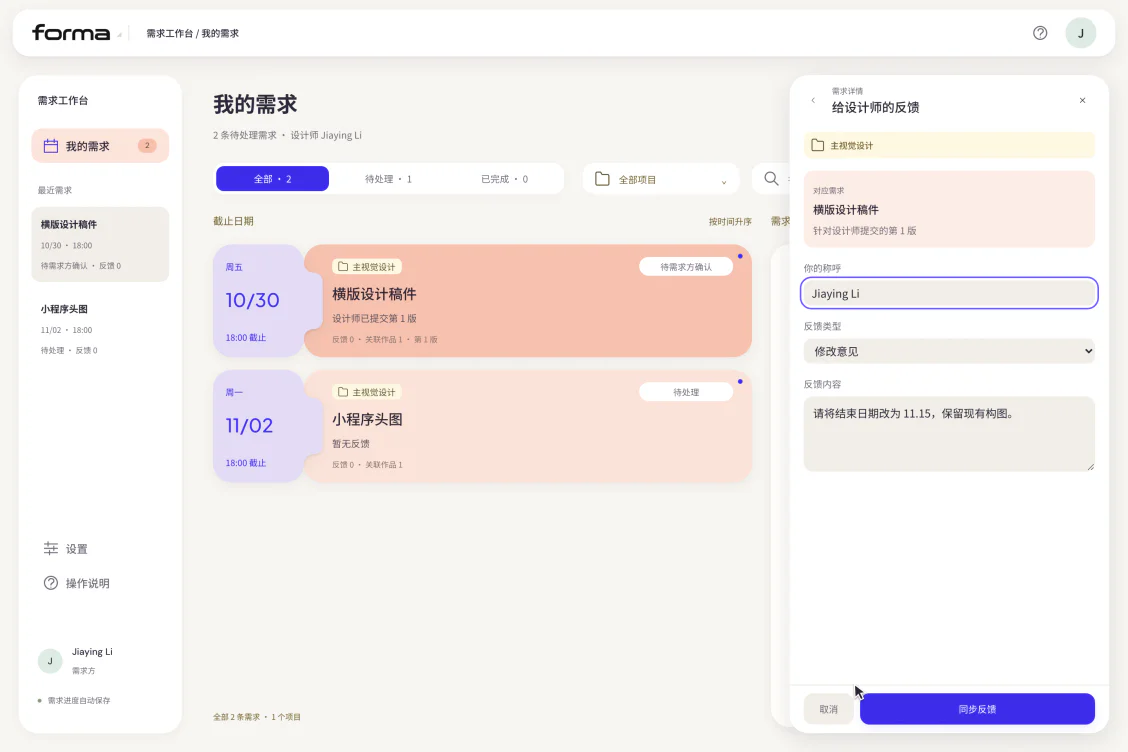 forma
需求工作台 / 我的需求
J
需求工作台
我的需求
2
最近需求
横版设计稿件
10/30 · 18:00
待需求方确认 · 反馈 0
小程序头图
11/02 · 18:00
待处理 · 反馈 0
设置
操作说明
J
Jiaying Li
需求方
需求进度自动保存
我的需求
2 条待处理需求 · 设计师 Jiaying Li
全部 · 2
待处理 · 1
已完成 · 0
全部项目
截止日期
按时间升序
需求
周五
10/30
18:00 截止
主视觉设计
待需求方确认
横版设计稿件
设计师已提交第 1 版
反馈 0 · 关联作品 1 · 第 1 版
周一
11/02
18:00 截止
主视觉设计
待处理
小程序头图
暂无反馈
反馈 0 · 关联作品 1
全部 2 条需求 · 1 个项目
需求详情
给设计师的反馈
主视觉设计
对应需求
横版设计稿件
针对设计师提交的第 1 版
你的称呼
Jiaying Li
反馈类型
修改意见
反馈内容
请将结束日期改为 11.15，保留现有构图。
取消
同步反馈